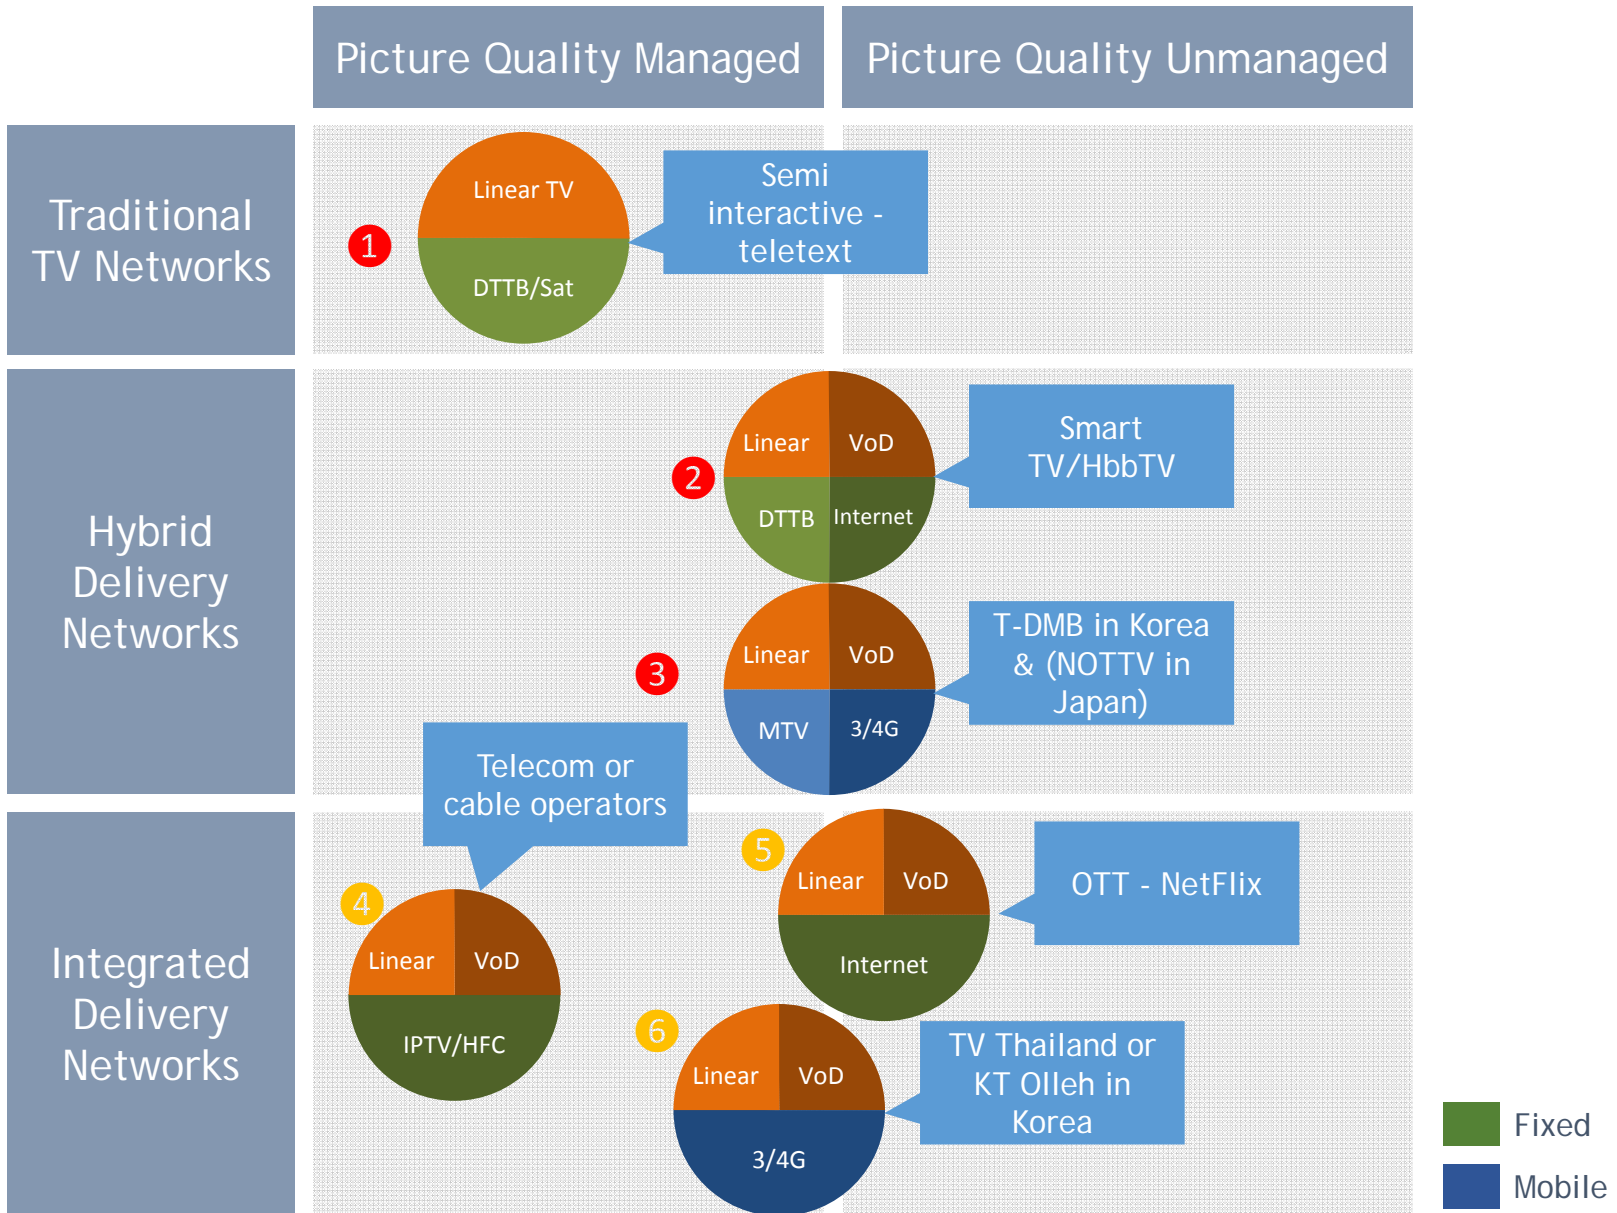 Picture Quality Managed
Picture Quality Unmanaged
Traditional
TV Networks
1
Linear TV
DTTB/Sat
Semi
interactive -
teletext
Hybrid
Delivery
Networks
2
Linear
VoD
DTTB
Internet
Smart
TV/HbbTV
3
Linear
VoD
MTV
3/4G
T-DMB in Korea
& (NOTTV in
Japan)
Telecom or
cable operators
Integrated
Delivery
Networks
4
Linear
VoD
IPTV/HFC
5
Linear
VoD
Internet
OTT - NetFlix
6
Linear
VoD
3/4G
TV Thailand or
KT Olleh in
Korea
Fixed
Mobile